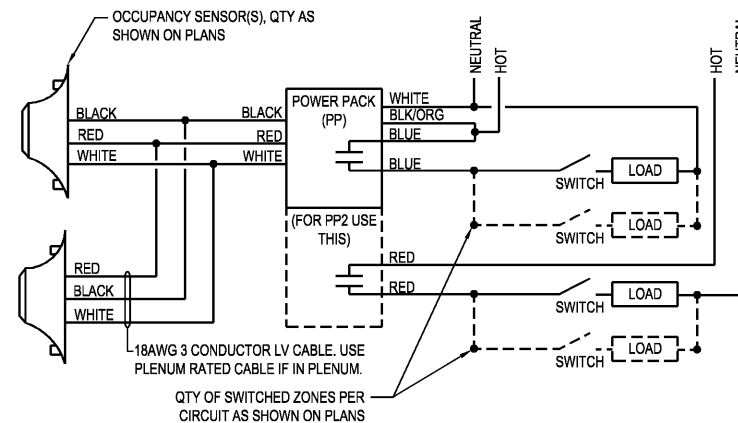 OCCUPANCY SENSOR(S), QTY AS
SHOWN ON PLANS
NEUTRAL
HOT
HOT
NEUTRAL
BLACK
RED
WHITE
BLACK
RED
WHITE
POWER PACK
(PP)
WHITE
BLK/ORG
BLUE
BLUE
SWITCH
LOAD
SWITCH
LOAD
(FOR PP2 USE
THIS)
RED
RED
SWITCH
LOAD
SWITCH
LOAD
RED
BLACK
WHITE
18AWG 3 CONDUCTOR LV CABLE. USE
PLENUM RATED CABLE IF IN PLENUM.
QTY OF SWITCHED ZONES PER
CIRCUIT AS SHOWN ON PLANS